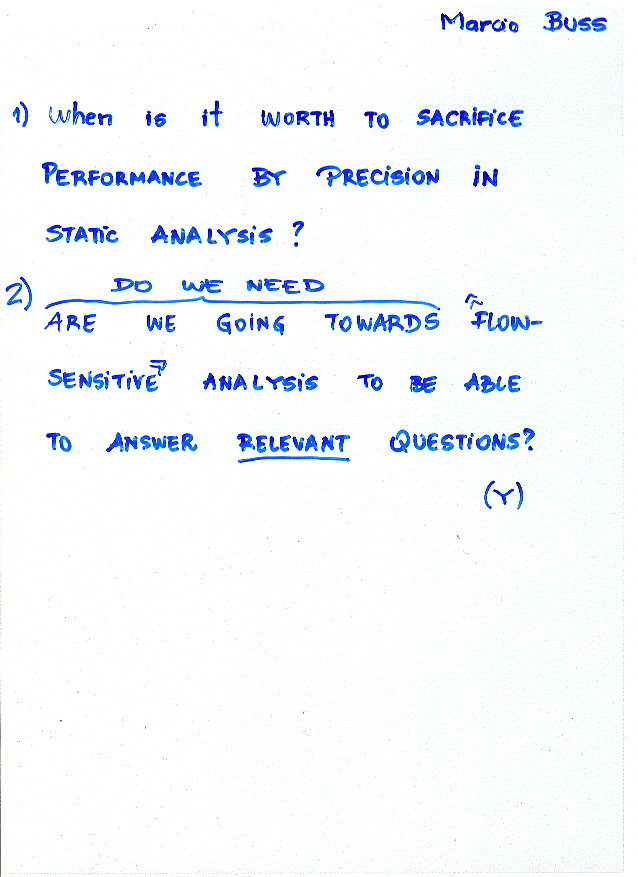 Marcio Buss
1) When is it WORTH TO SACRIFICE
PERFORMANCE BY PRECISION IN
STATIC ANALYSIS?
DO WE NEED
2) ARE WE GOING TOWARDS "FLOW-
SENSITIVE" ANALYSIS TO BE ABLE
TO ANSWER RELEVANT QUESTIONS?
(Y)